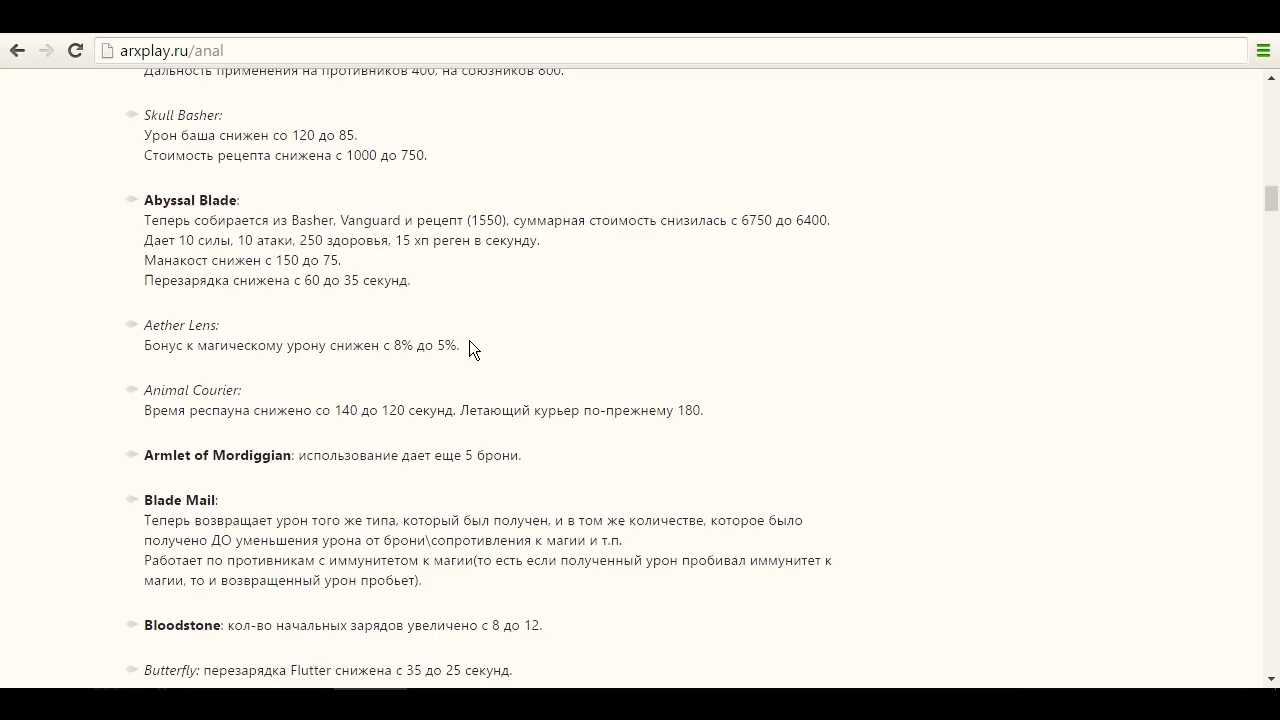 arxplay.ru/anal
Дальность применения на противников 400, на союзников 800.
Skull Basher:
Урон баша снижен со 120 до 85.
Стоимость рецепта снижена с 1000 до 750.
Abyssal Blade:
Теперь собирается из Basher, Vanguard и рецепт (1550), суммарная стоимость снизилась с 6750 до 6400.
Дает 10 силы, 10 атаки, 250 здоровья, 15 хп реген в секунду.
Манакост снижен с 150 до 75.
Перезарядка снижена с 60 до 35 секунд.
Aether Lens:
Бонус к магическому урону снижен с 8% до 5%.
Animal Courier:
Время респауна снижено со 140 до 120 секунд. Летающий курьер по-прежнему 180.
Armlet of Mordiggian: использование дает еще 5 брони.
Blade Mail:
Теперь возвращает урон того же типа, который был получен, и в том же количестве, которое было
получено ДО уменьшения урона от брони\сопротивления к магии и т.п.
Работает по противникам с иммунитетом к магии(то есть если полученный урон пробивал иммунитет к
магии, то и возвращенный урон пробьет).
Bloodstone: кол-во начальных зарядов увеличено с 8 до 12.
Butterfly: перезарядка Flutter снижена с 35 до 25 секунд.